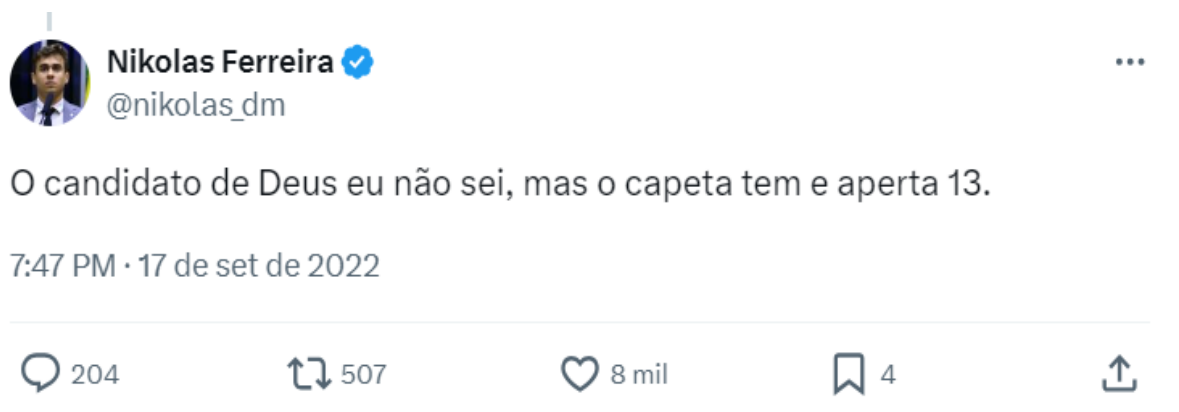 Nikolas Ferreira
@nikolas_dm
O candidato de Deus eu não sei, mas o capeta tem e aperta 13.
7:47 PM · 17 de set de 2022
204 507 8 mil 4